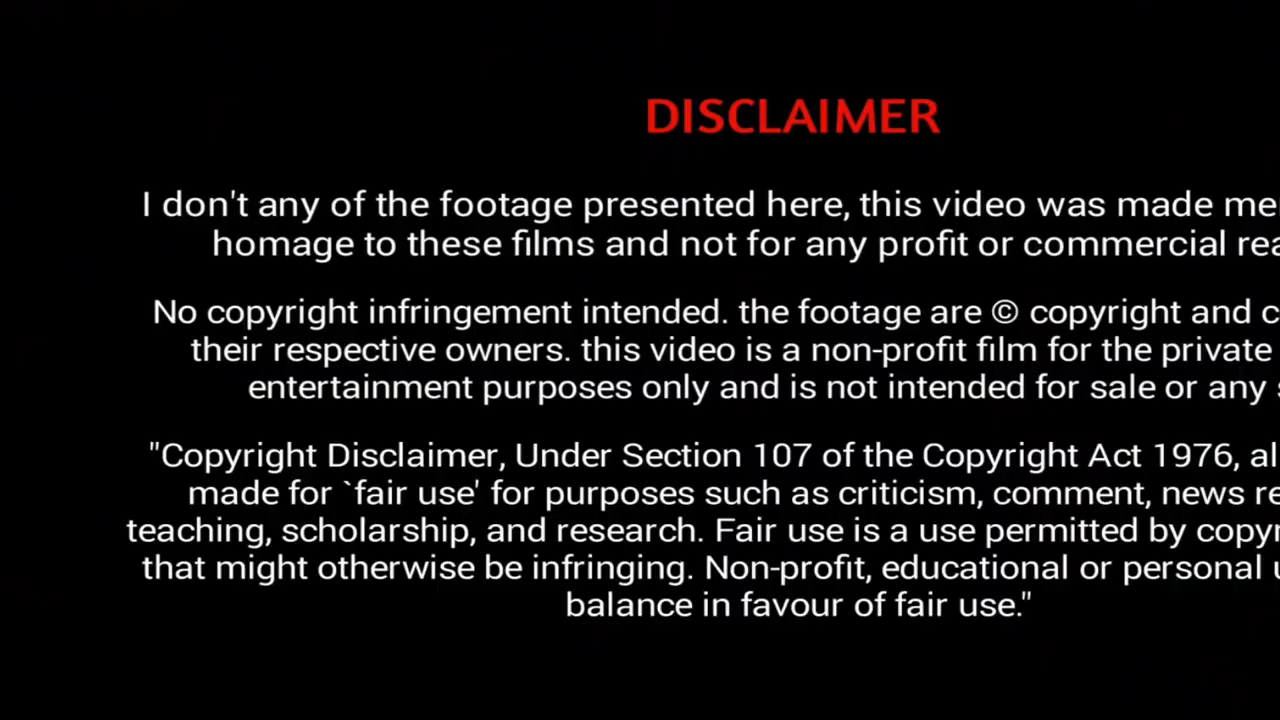 DISCLAIMER
I don't any of the footage presented here, this video was made me
homage to these films and not for any profit or commercial rea
No copyright infringement intended. the footage are © copyright and c
their respective owners. this video is a non-profit film for the private
entertainment purposes only and is not intended for sale or any s
"Copyright Disclaimer, Under Section 107 of the Copyright Act 1976, al
made for `fair use' for purposes such as criticism, comment, news re
teaching, scholarship, and research. Fair use is a use permitted by copyr
that might otherwise be infringing. Non-profit, educational or personal u
balance in favour of fair use."